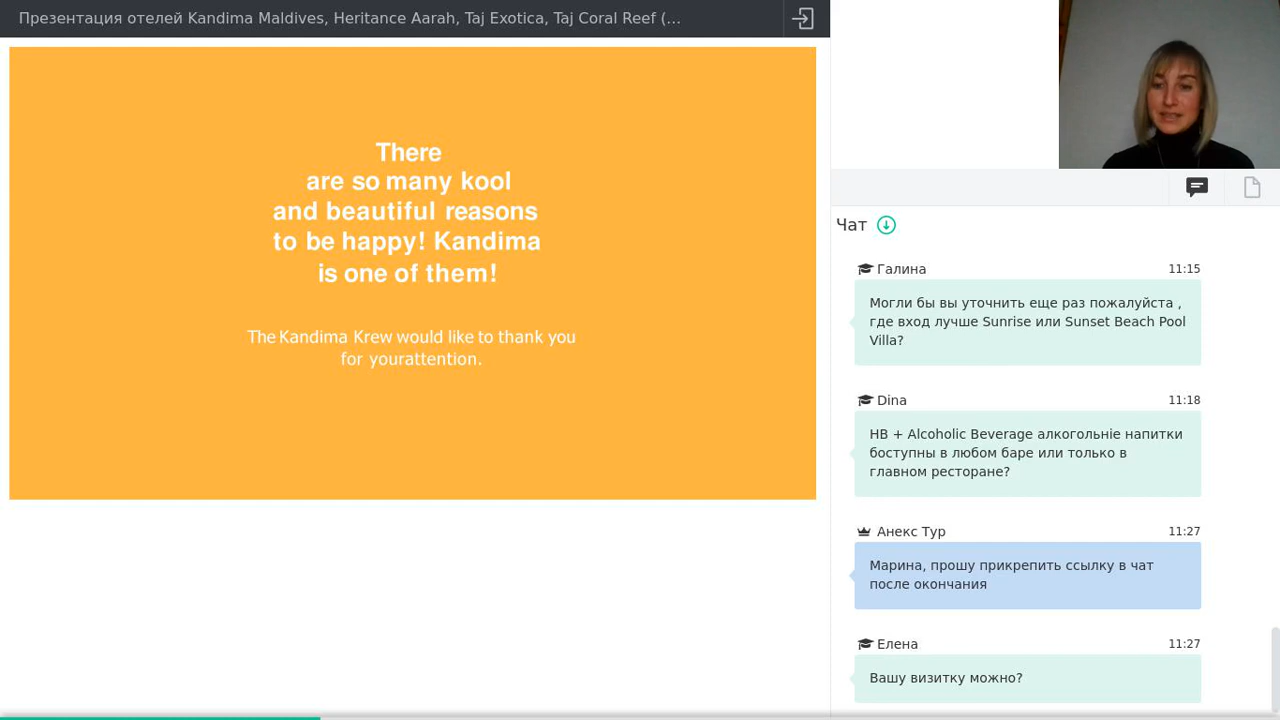 Презентация отелей Kandima Maldives, Heritance Aarah, Taj Exotica, Taj Coral Reef (...
There
are so many kool
and beautiful reasons
to be happy! Kandima
is one of them!
The Kandima Krew would like to thank you
for yourattention.
Чат
Галина 11:15
Могли бы вы уточнить еще раз пожалуйста ,
где вход лучше Sunrise или Sunset Beach Pool
Villa?
Dina 11:18
HB + Alcoholic Beverage алкогольніе напитки
боступны в любом баре или только в
главном ресторане?
Анекс Тур 11:27
Марина, прошу прикрепить ссылку в чат
после окончания
Елена 11:27
Вашу визитку можно?